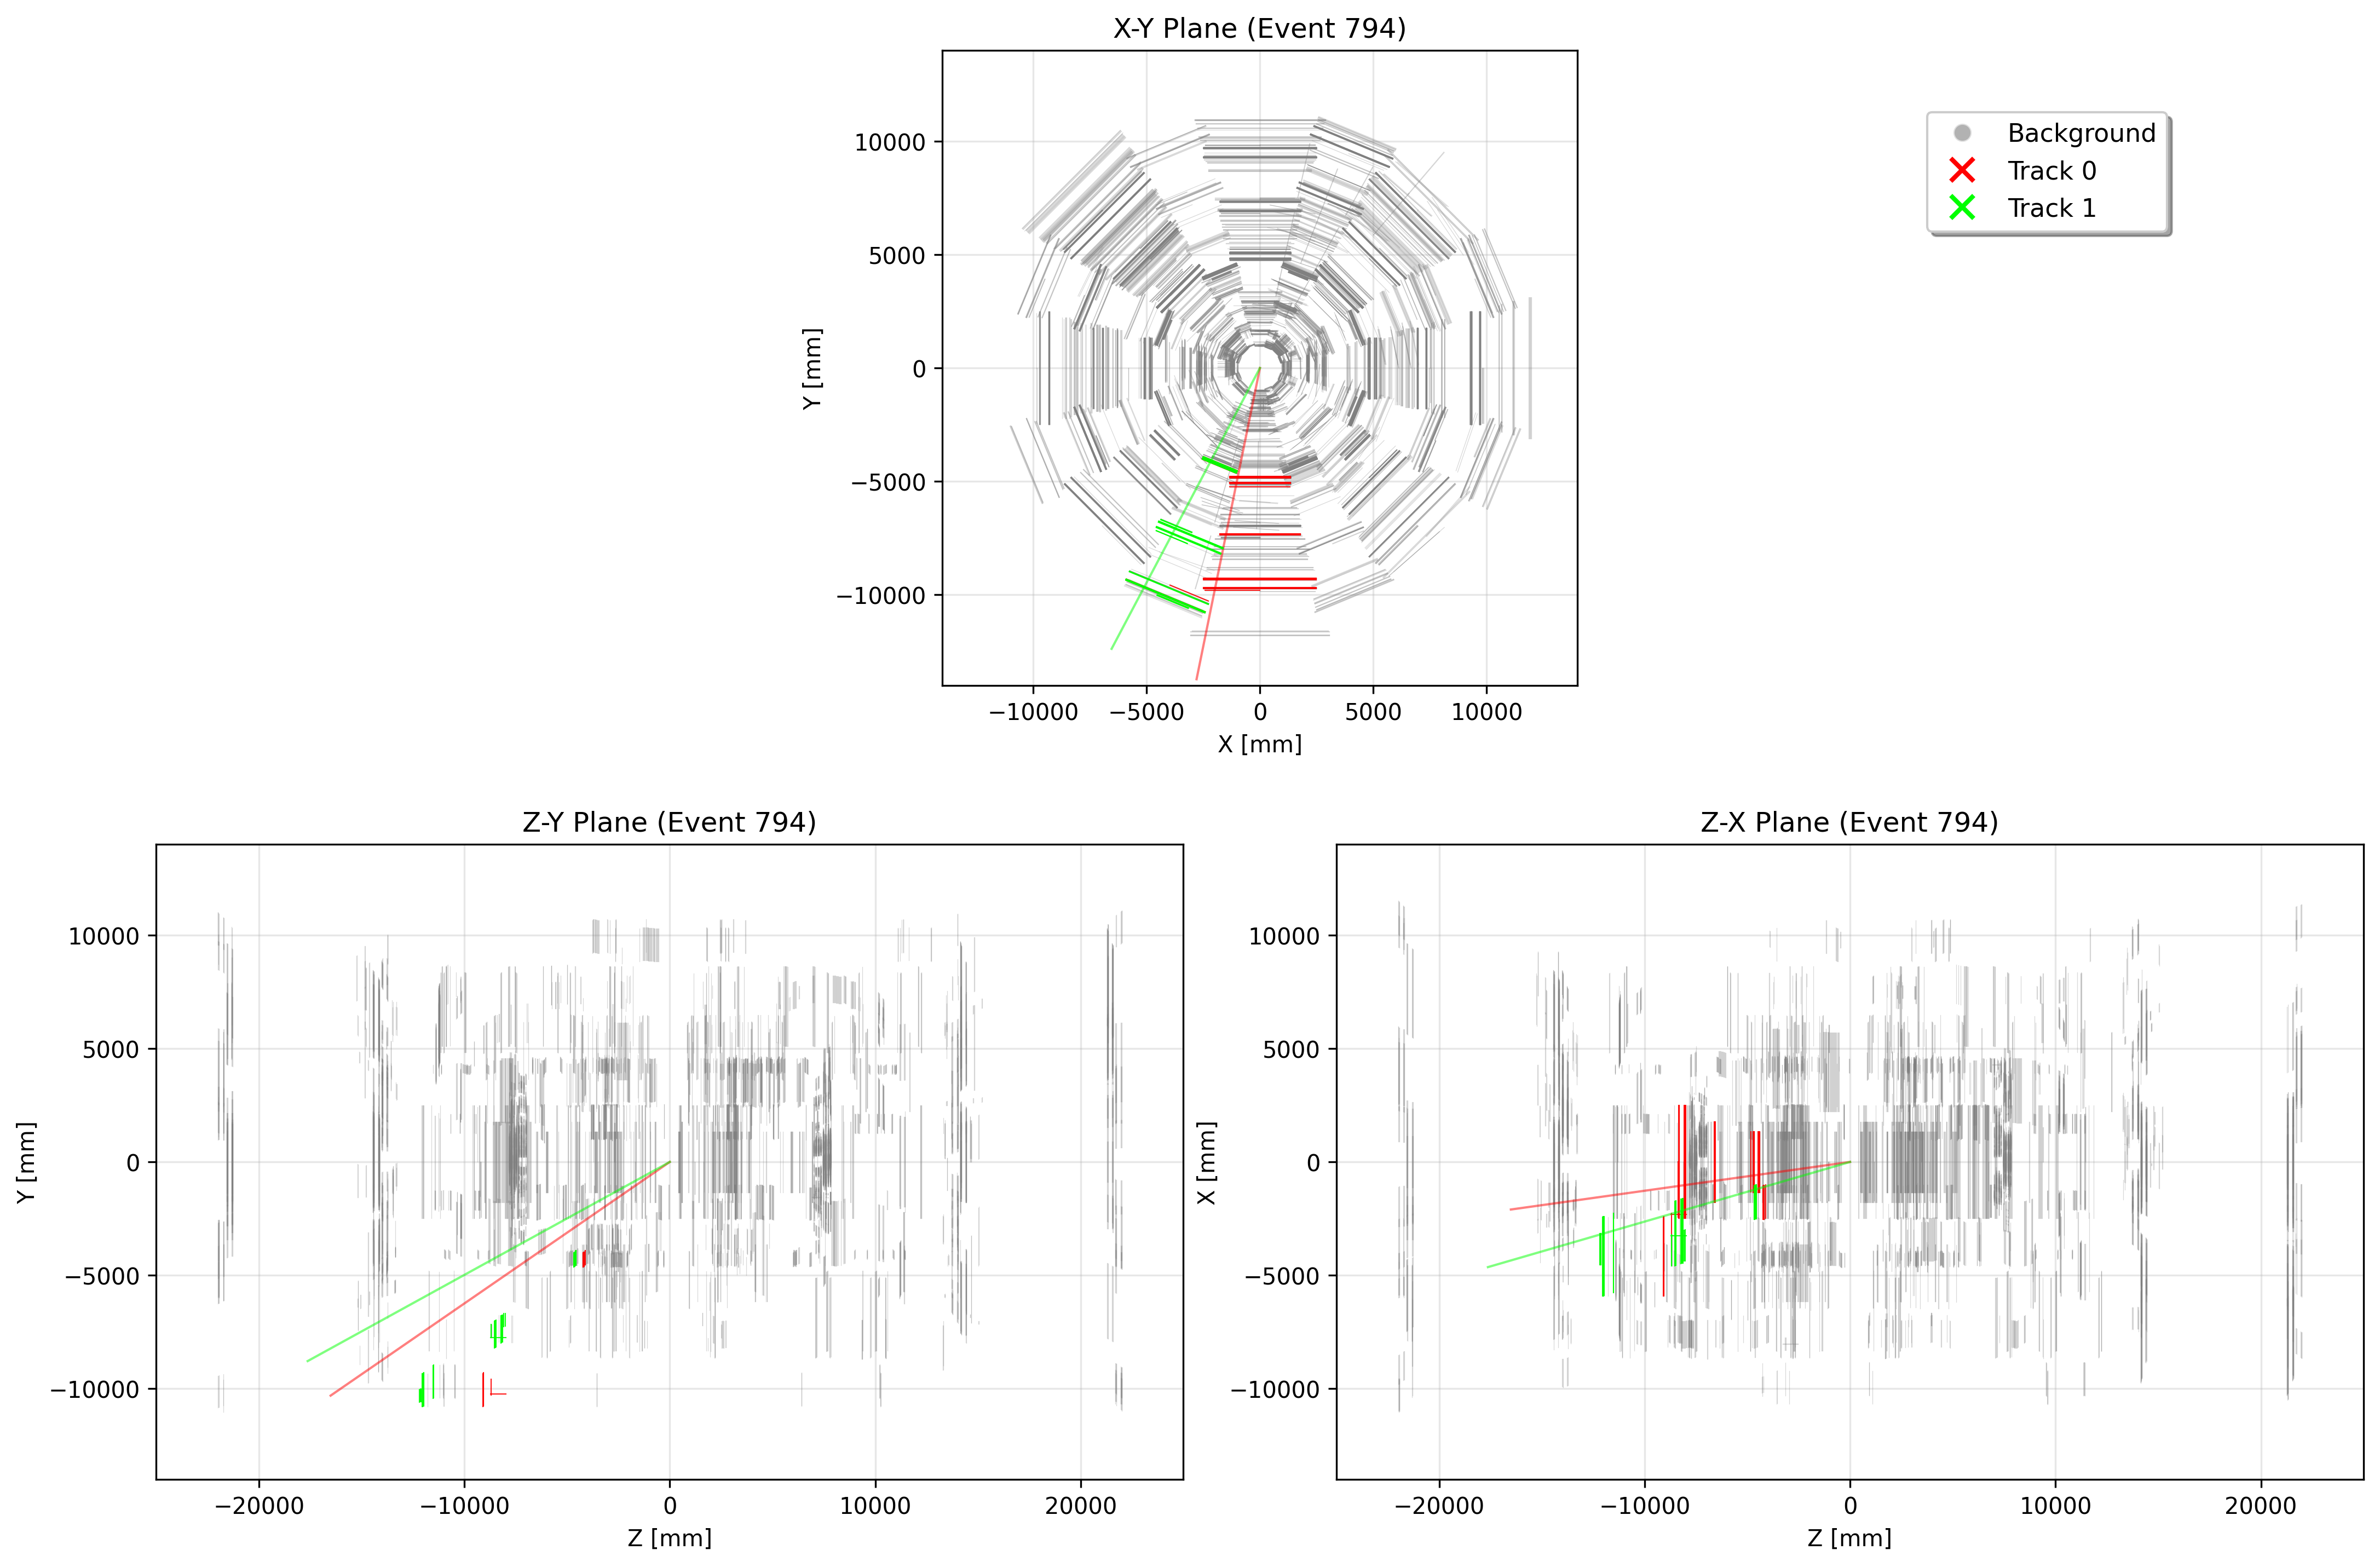 X-Y Plane (Event 794)
Background
Track 0
Track 1
10000
5000
0
−5000
−10000
Y [mm]
−10000 −5000 0 5000 10000
X [mm]
Z-Y Plane (Event 794)
10000
5000
0
−5000
−10000
Y [mm]
−20000 −10000 0 10000 20000
Z [mm]
Z-X Plane (Event 794)
10000
5000
0
−5000
−10000
X [mm]
−20000 −10000 0 10000 20000
Z [mm]